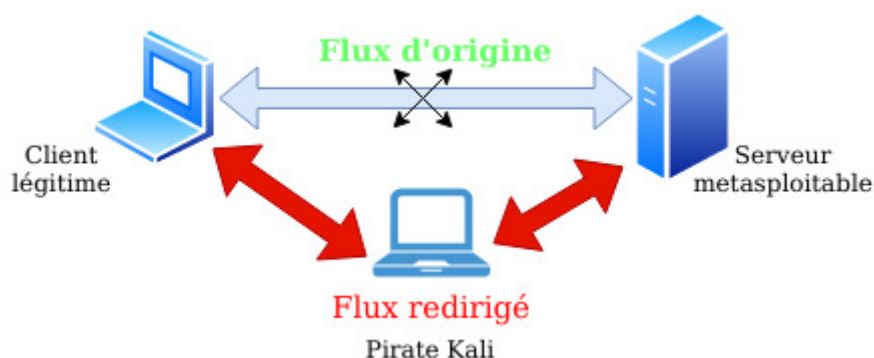 Flux d'origine
Client
légitime
Serveur
metasploitable
Flux redirigé
Pirate Kali